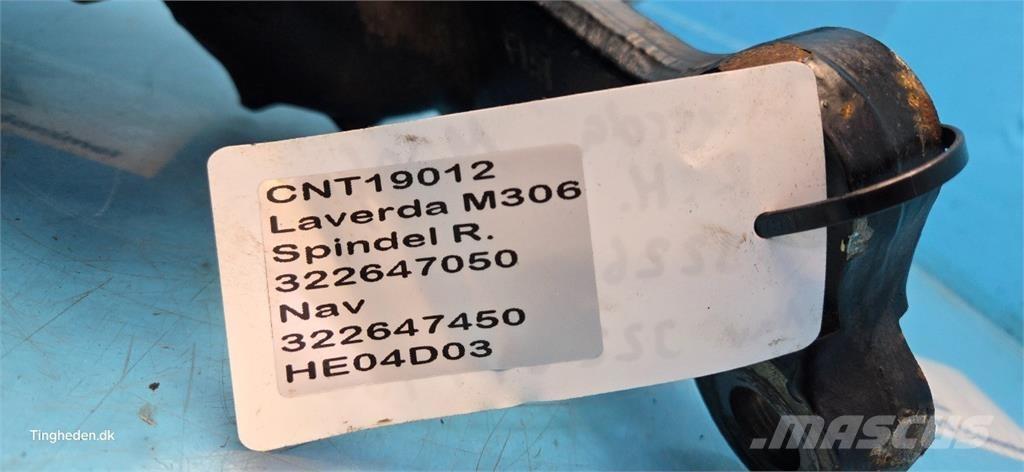 CNT19012
Laverda M306
Spindel R.
322647050
Nav
322647450
HE04D03
Tingheden.dk
MASCUS